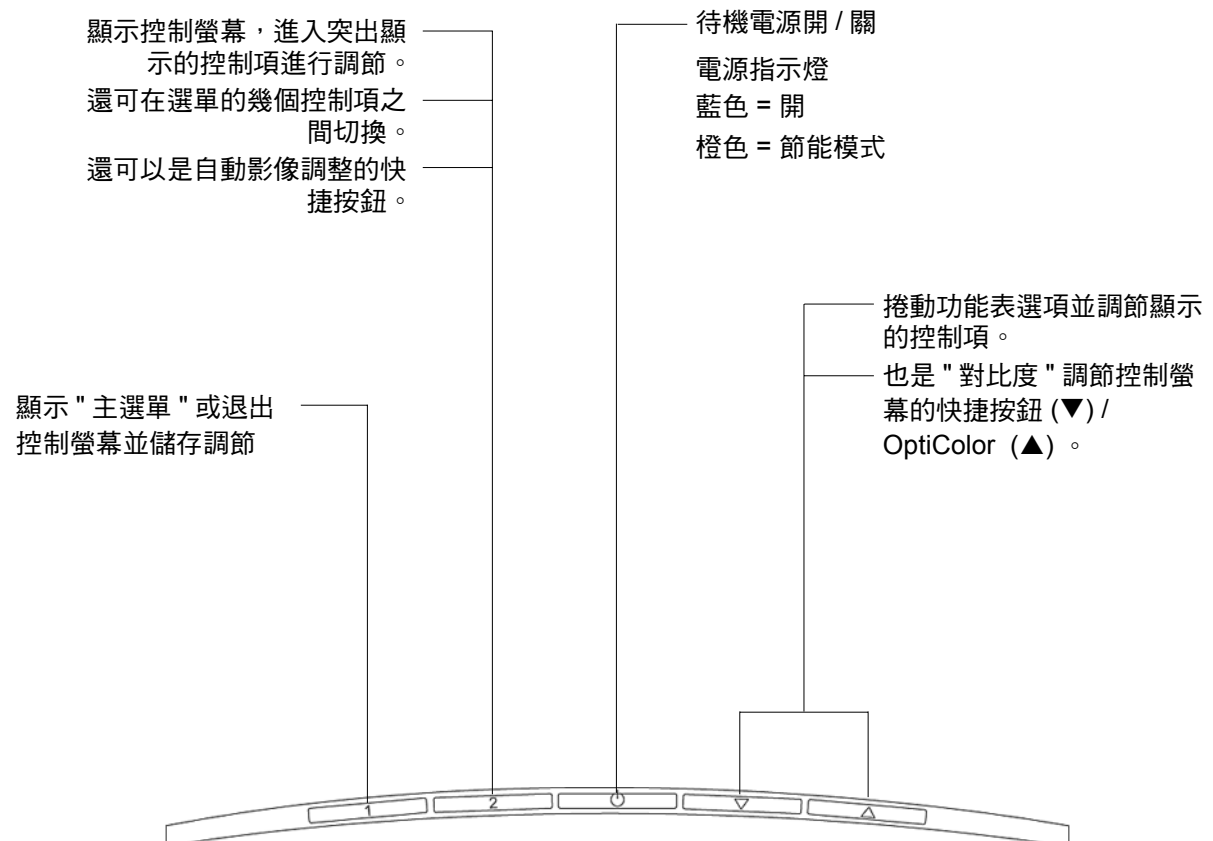 顯示控制螢幕，進入突出顯
示的控制項進行調節。
還可在選單的幾個控制項之
間切換。
還可以是自動影像調整的快
捷按鈕。
待機電源開 / 關
電源指示燈
藍色 = 開
橙色 = 節能模式
捲動功能表選項並調節顯示
的控制項。
也是 " 對比度 " 調節控制螢
幕的快捷按鈕 (▼) /
OptiColor (▲) 。
顯示 " 主選單 " 或退出
控制螢幕並儲存調節
1
2
▽
△